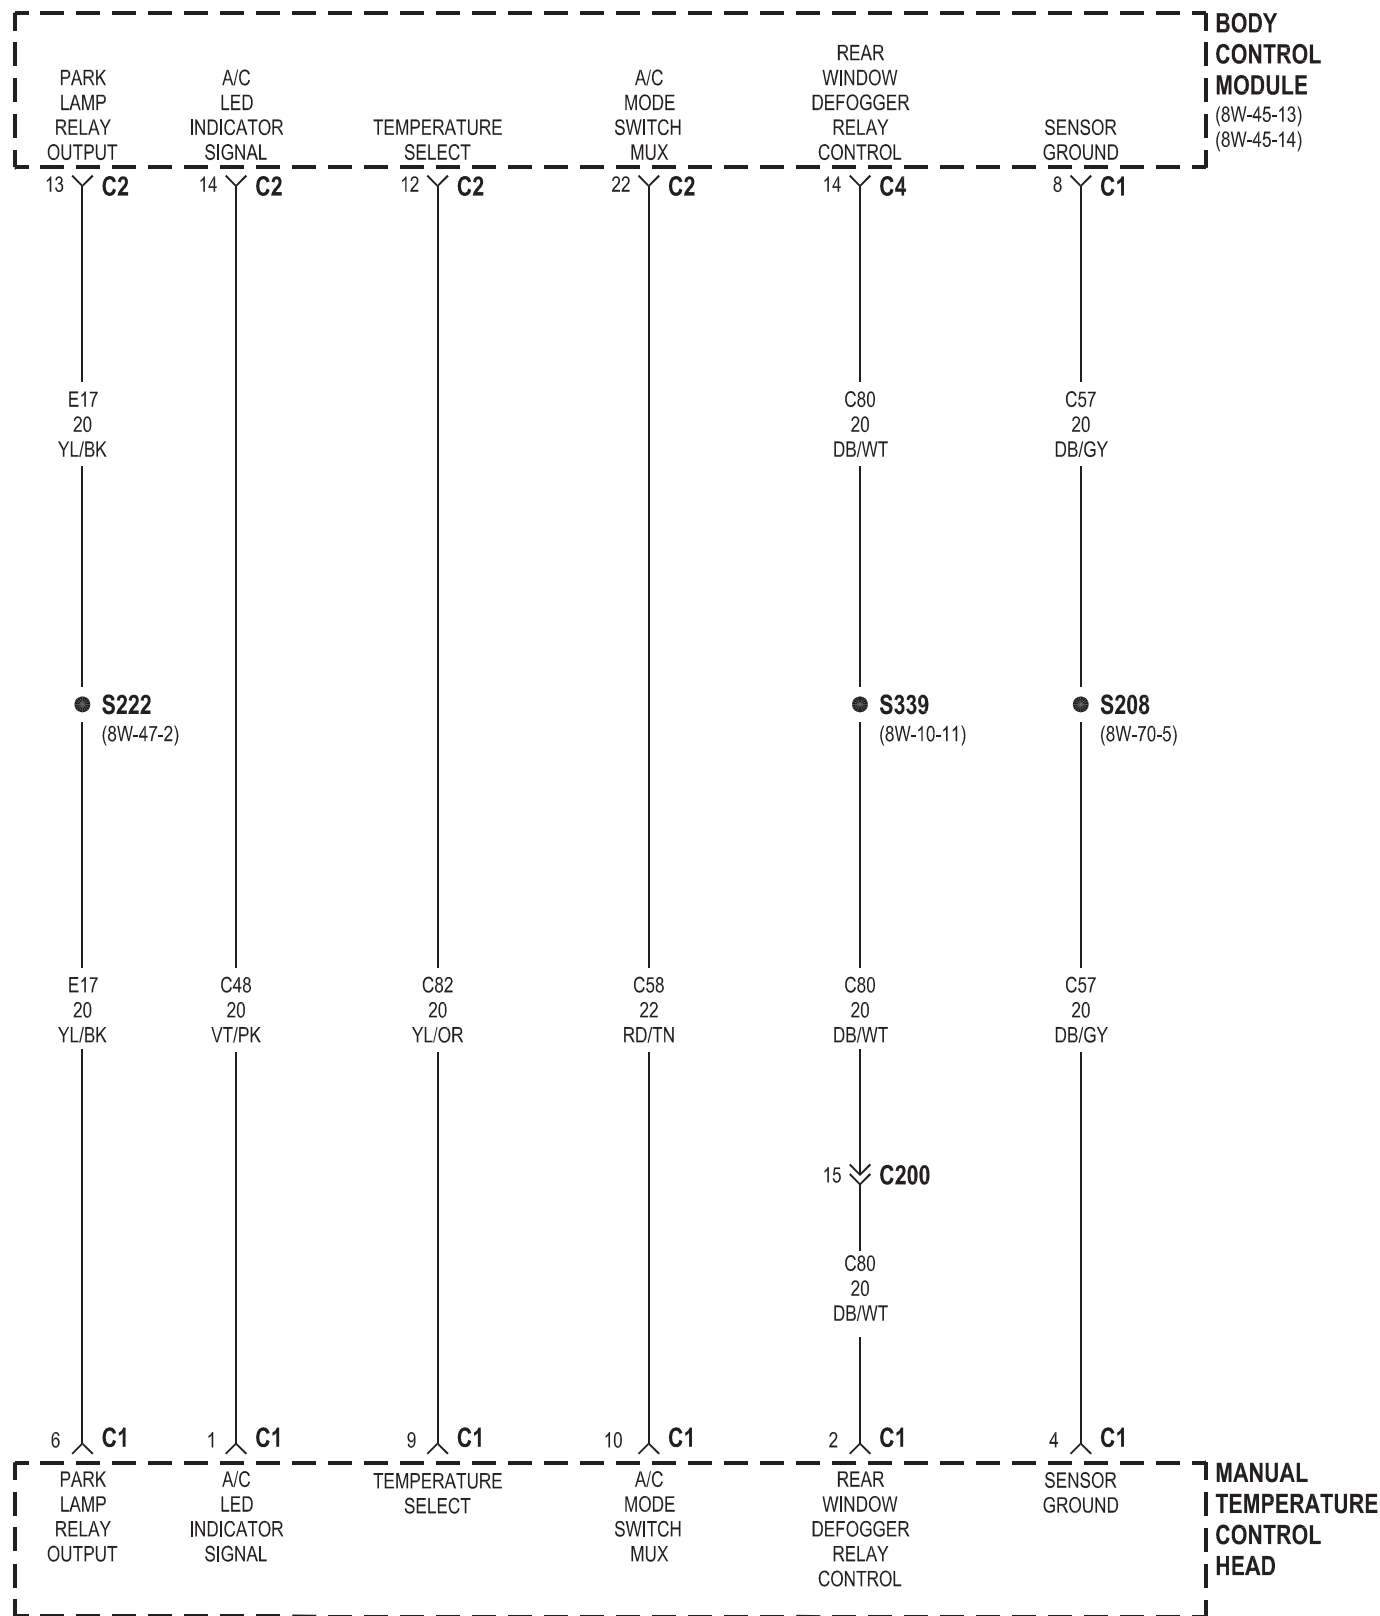 BODY
CONTROL
MODULE
(8W-45-13)
(8W-45-14)
PARK
LAMP
RELAY
OUTPUT
A/C
LED
INDICATOR
SIGNAL
TEMPERATURE
SELECT
A/C
MODE
SWITCH
MUX
REAR
WINDOW
DEFOGGER
RELAY
CONTROL
SENSOR
GROUND
13 C2
14 C2
12 C2
22 C2
14 C4
8 C1
E17
20
YL/BK
C80
20
DB/WT
C57
20
DB/GY
S222
(8W-47-2)
S339
(8W-10-11)
S208
(8W-70-5)
E17
20
YL/BK
C48
20
VT/PK
C82
20
YL/OR
C58
22
RD/TN
C80
20
DB/WT
C57
20
DB/GY
15 C200
C80
20
DB/WT
6 C1
1 C1
9 C1
10 C1
2 C1
4 C1
PARK
LAMP
RELAY
OUTPUT
A/C
LED
INDICATOR
SIGNAL
TEMPERATURE
SELECT
A/C
MODE
SWITCH
MUX
REAR
WINDOW
DEFOGGER
RELAY
CONTROL
SENSOR
GROUND
MANUAL
TEMPERATURE
CONTROL
HEAD